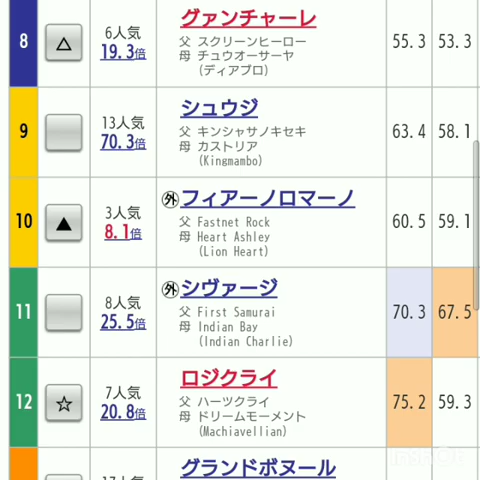 グァンチャーレ
8
△
6人気
19.3倍
父 スクリーンヒーロー
母 チュウオーサーヤ
(ディアブロ)
55.3
53.3
シュウジ
9
13人気
70.3倍
父 キンシャサノキセキ
母 カストリア
(Kingmambo)
63.4
58.1
外フィアーノロマーノ
10
▲
3人気
8.1倍
父 Fastnet Rock
母 Heart Ashley
(Lion Heart)
60.5
59.1
外シヴァージ
11
8人気
25.5倍
父 First Samurai
母 Indian Bay
(Indian Charlie)
70.3
67.5
ロジクライ
12
☆
7人気
20.8倍
父 ハーツクライ
母 ドリームモーメント
(Machiavellian)
75.2
59.3
グランドボヌール